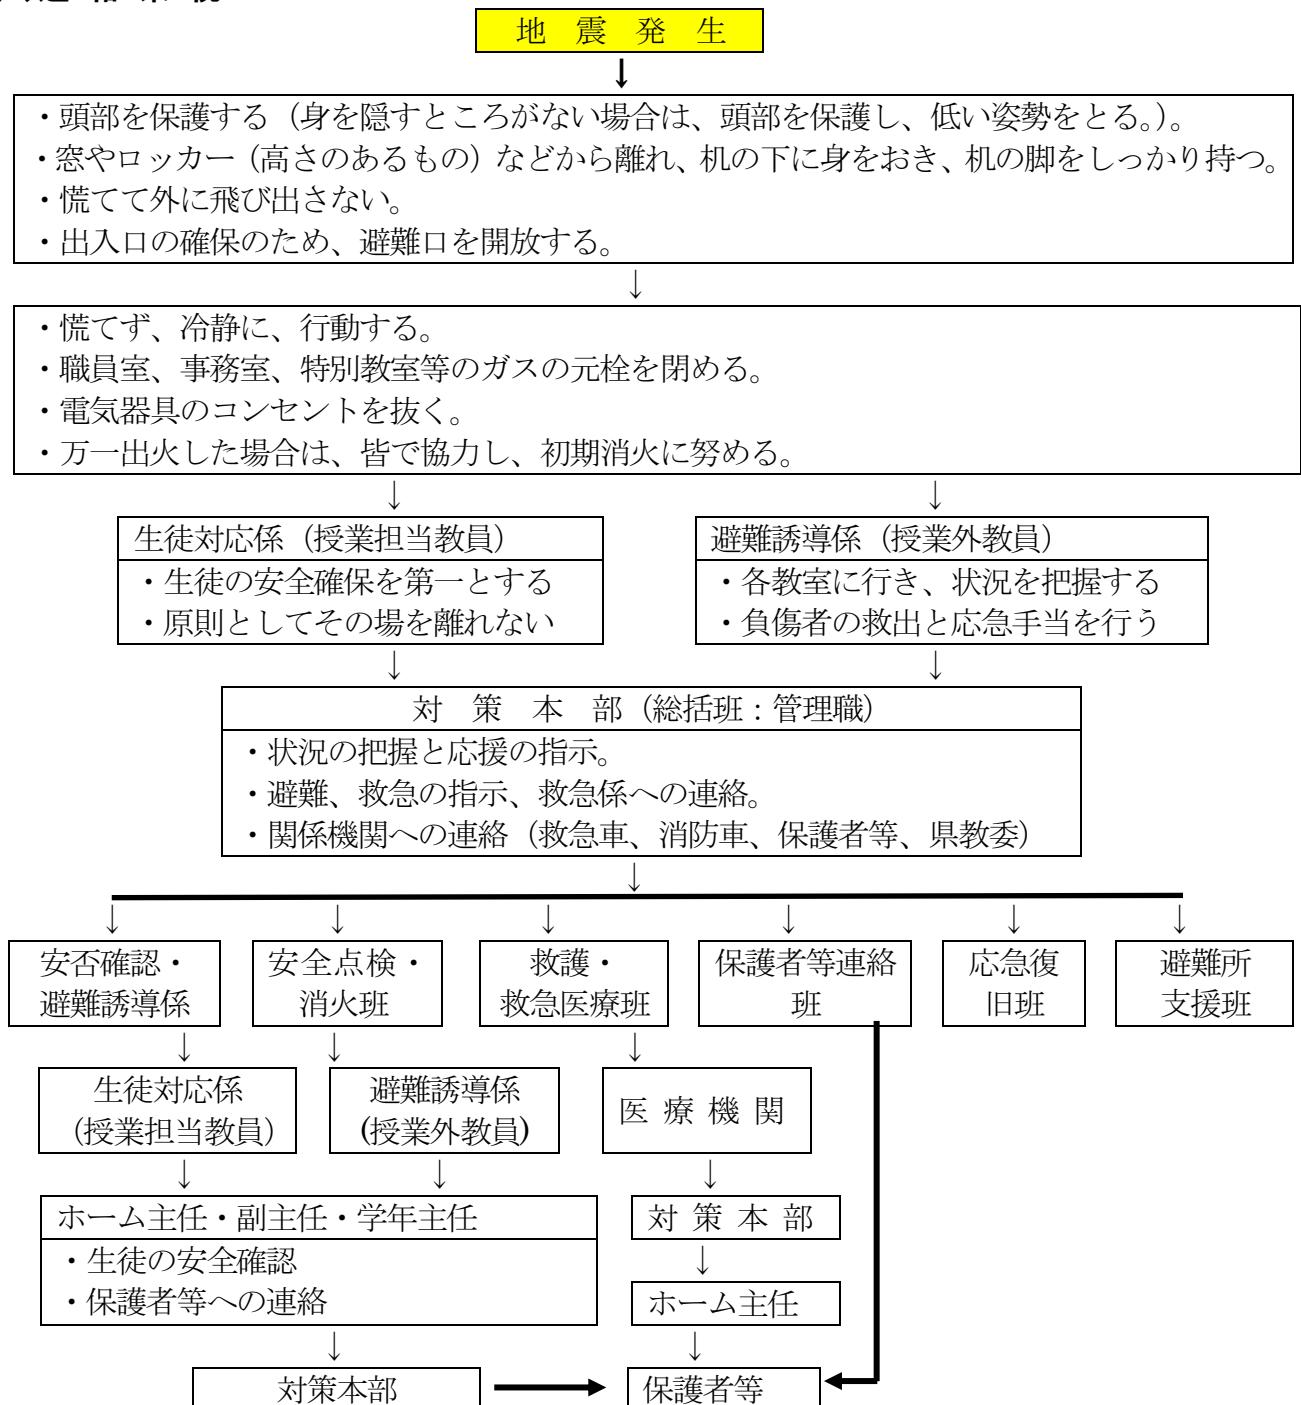 地　震　発　生
↓
・頭部を保護する（身を隠すところがない場合は、頭部を保護し、低い姿勢をとる。）。
・窓やロッカー（高さのあるもの）などから離れ、机の下に身をおき、机の脚をしっかり持つ。
・慌てて外に飛び出さない。
・出入口の確保のため、避難口を開放する。
↓
・慌てず、冷静に、行動する。
・職員室、事務室、特別教室等のガスの元栓を閉める。
・電気器具のコンセントを抜く。
・万一出火した場合は、皆で協力し、初期消火に努める。
↓　↓
生徒対応係（授業担当教員）
・生徒の安全確保を第一とする
・原則としてその場を離れない
避難誘導係（授業外教員）
・各教室に行き、状況を把握する
・負傷者の救出と応急手当を行う
↓　↓
対　策　本　部（総括班：管理職）
・状況の把握と応援の指示。
・避難、救急の指示、救急係への連絡。
・関係機関への連絡（救急車、消防車、保護者等、県教委）
↓
↓　↓　↓　↓　↓　↓
安否確認・
避難誘導係
安全点検・
消火班
救護・
救急医療班
保護者等連絡
班
応急復
旧班
避難所
支援班
↓　↓　↓
生徒対応係
（授業担当教員）
避難誘導係
(授業外教員)
医 療 機 関
↓　↓　↓
ホーム主任・副主任・学年主任
・生徒の安全確認
・保護者等への連絡
対 策 本 部
↓
ホーム主任
↓　↓
対策本部
保護者等